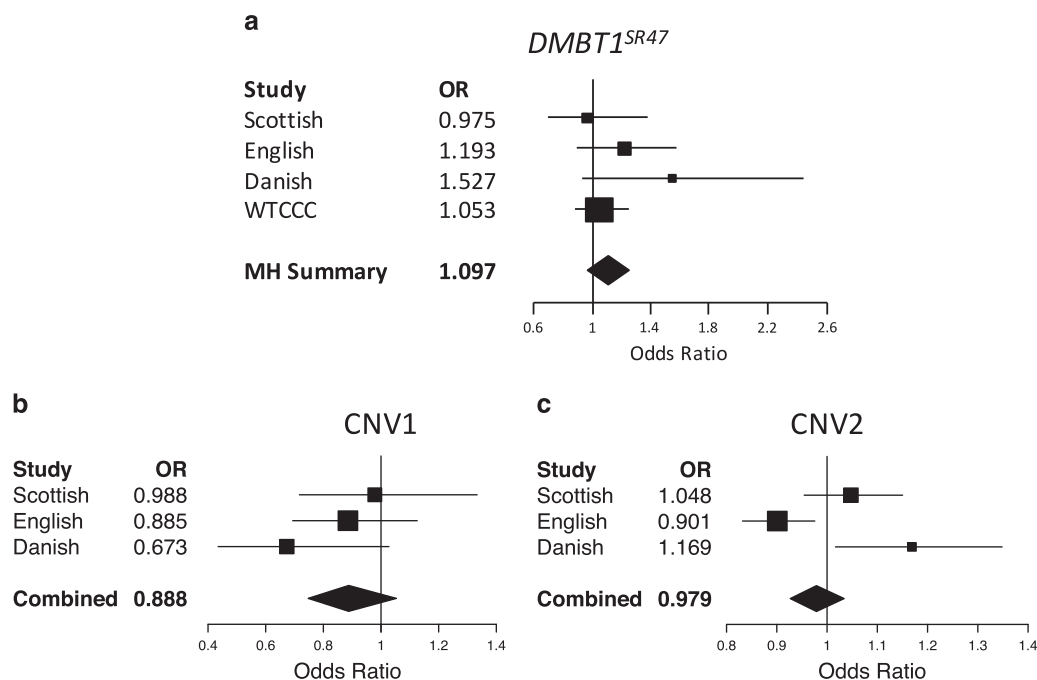 a
DMBT1SR47
Study OR
Scottish 0.975
English 1.193
Danish 1.527
WTCCC 1.053
MH Summary 1.097
0.6 1 1.4 1.8 2.2 2.6
Odds Ratio
b
CNV1
Study OR
Scottish 0.988
English 0.885
Danish 0.673
Combined 0.888
0.4 0.6 0.8 1 1.2 1.4
Odds Ratio
c
CNV2
Study OR
Scottish 1.048
English 0.901
Danish 1.169
Combined 0.979
0.8 0.9 1 1.1 1.2 1.3 1.4
Odds Ratio